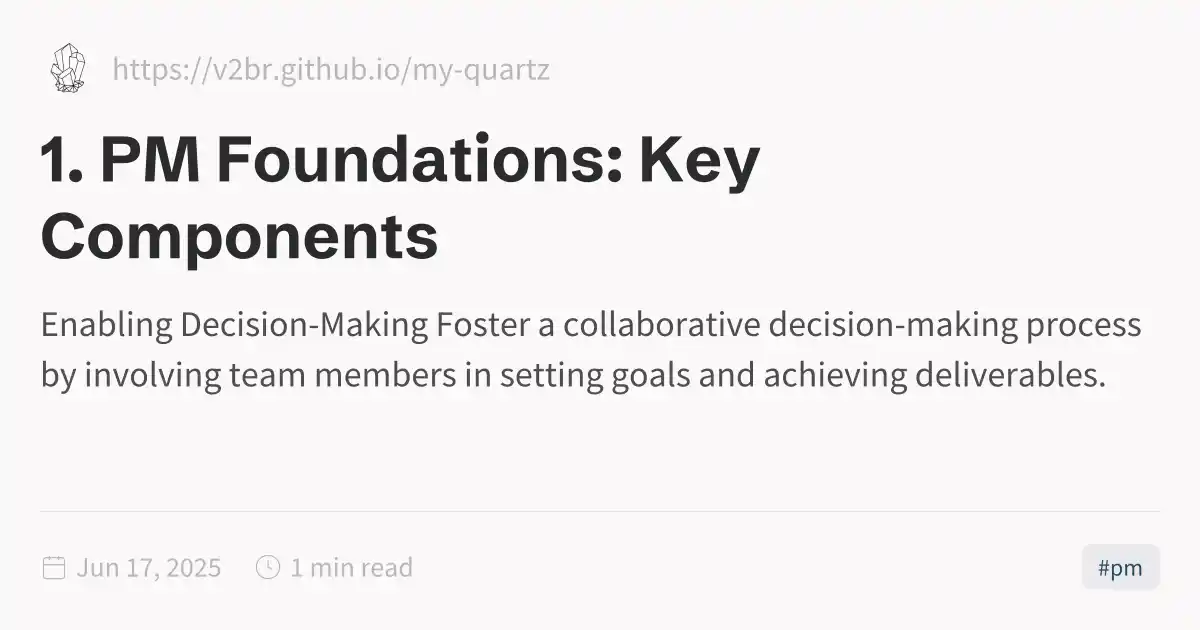 https://v2br.github.io/my-quartz
1. PM Foundations: Key
Components
Enabling Decision-Making Foster a collaborative decision-making process
by involving team members in setting goals and achieving deliverables.
Jun 17, 2025 1 min read #pm